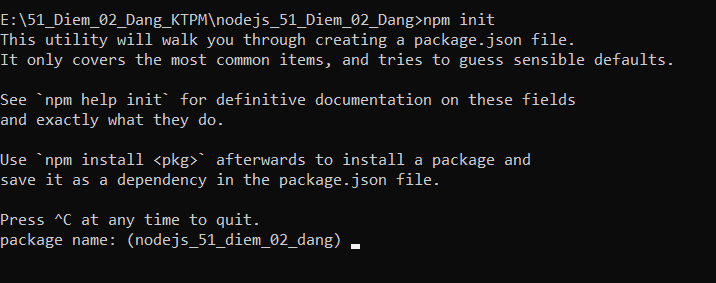 E:\51_Diem_02_Dang_KTPM\nodejs_51_Diem_02_Dang>npm init
This utility will walk you through creating a package.json file.
It only covers the most common items, and tries to guess sensible defaults.
See `npm help init` for definitive documentation on these fields
and exactly what they do.
Use `npm install <pkg>` afterwards to install a package and
save it as a dependency in the package.json file.
Press ^C at any time to quit.
package name: (nodejs_51_diem_02_dang)